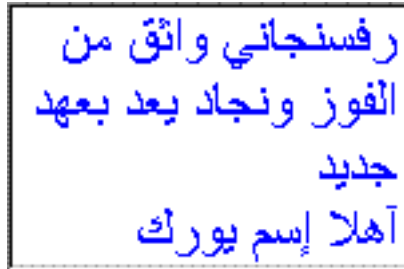 رفسنجاني واثق من
الفوز ونجاد يعد بعهد
جديد
آهلا إسم يورك